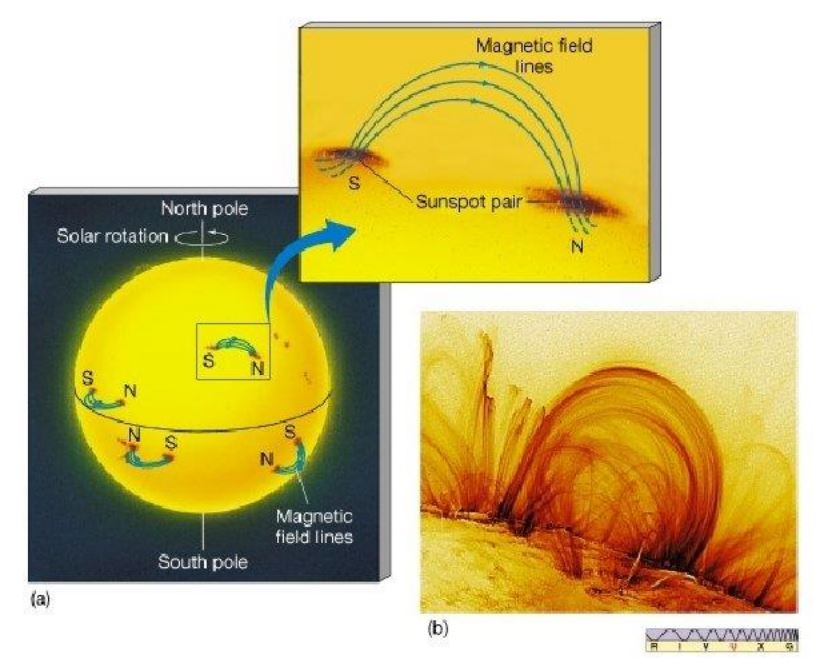 Magnetic field
lines
S
Sunspot pair
N
North pole
Solar rotation
S
N
S
N
N
S
S
N
Magnetic
field lines
South pole
(a)
(b)
R I V U X G